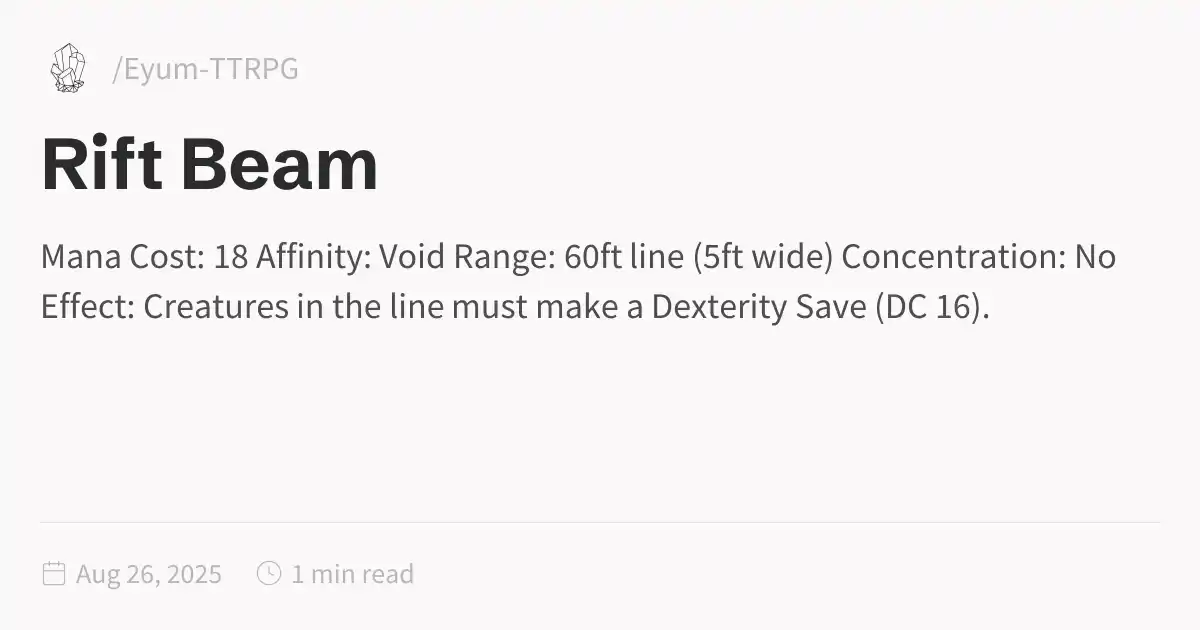 /Eyum-TTRPG
Rift Beam
Mana Cost: 18 Affinity: Void Range: 60ft line (5ft wide) Concentration: No
Effect: Creatures in the line must make a Dexterity Save (DC 16).
Aug 26, 2025 1 min read